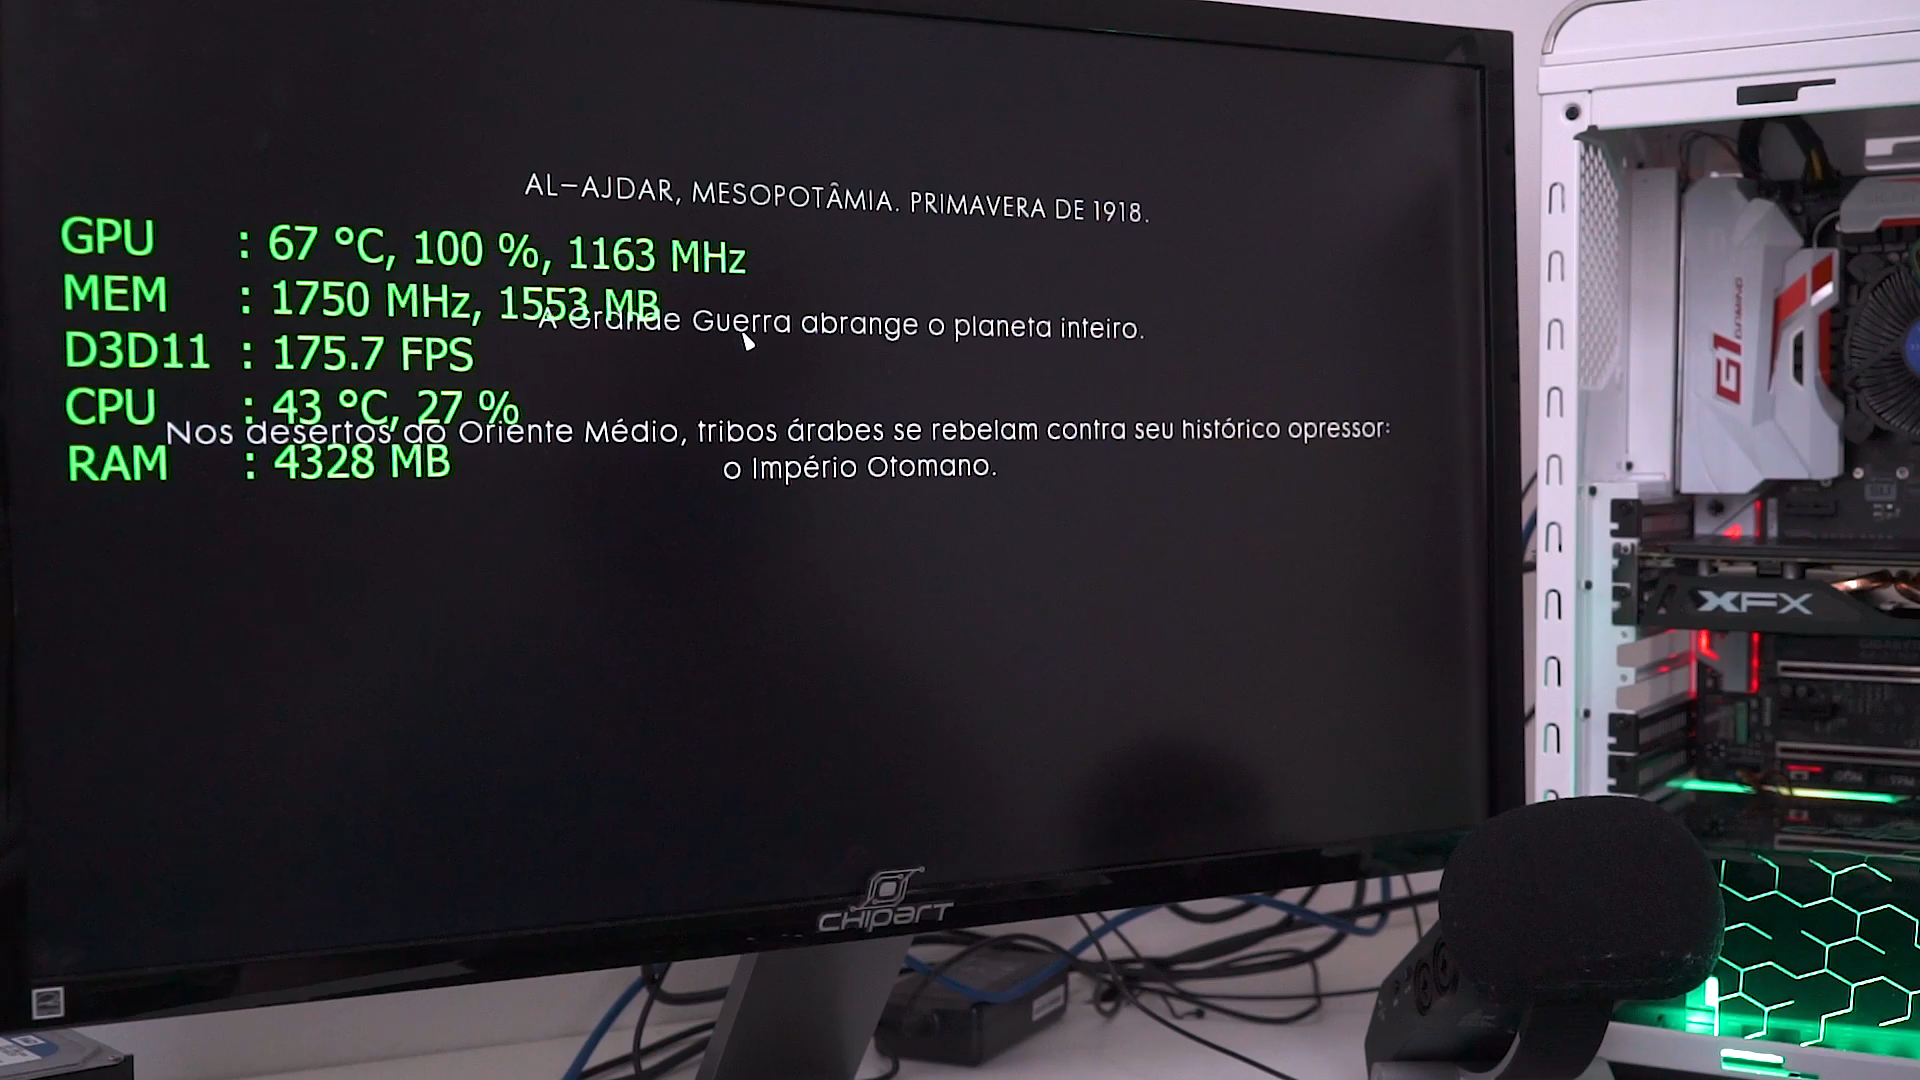 AL-AJDAR, MESOPOTÂMIA. PRIMAVERA DE 1918.
GPU : 67 °C, 100 %, 1163 MHz
MEM : 1750 MHz, 1553 MB
A Grande Guerra abrange o planeta inteiro.
D3D11 : 175.7 FPS
CPU : 43 °C, 27 %
Nos desertos do Oriente Médio, tribos árabes se rebelam contra seu histórico opressor:
o Império Otomano.
RAM : 4328 MB
CHIPART
G1 GAMING
XFX